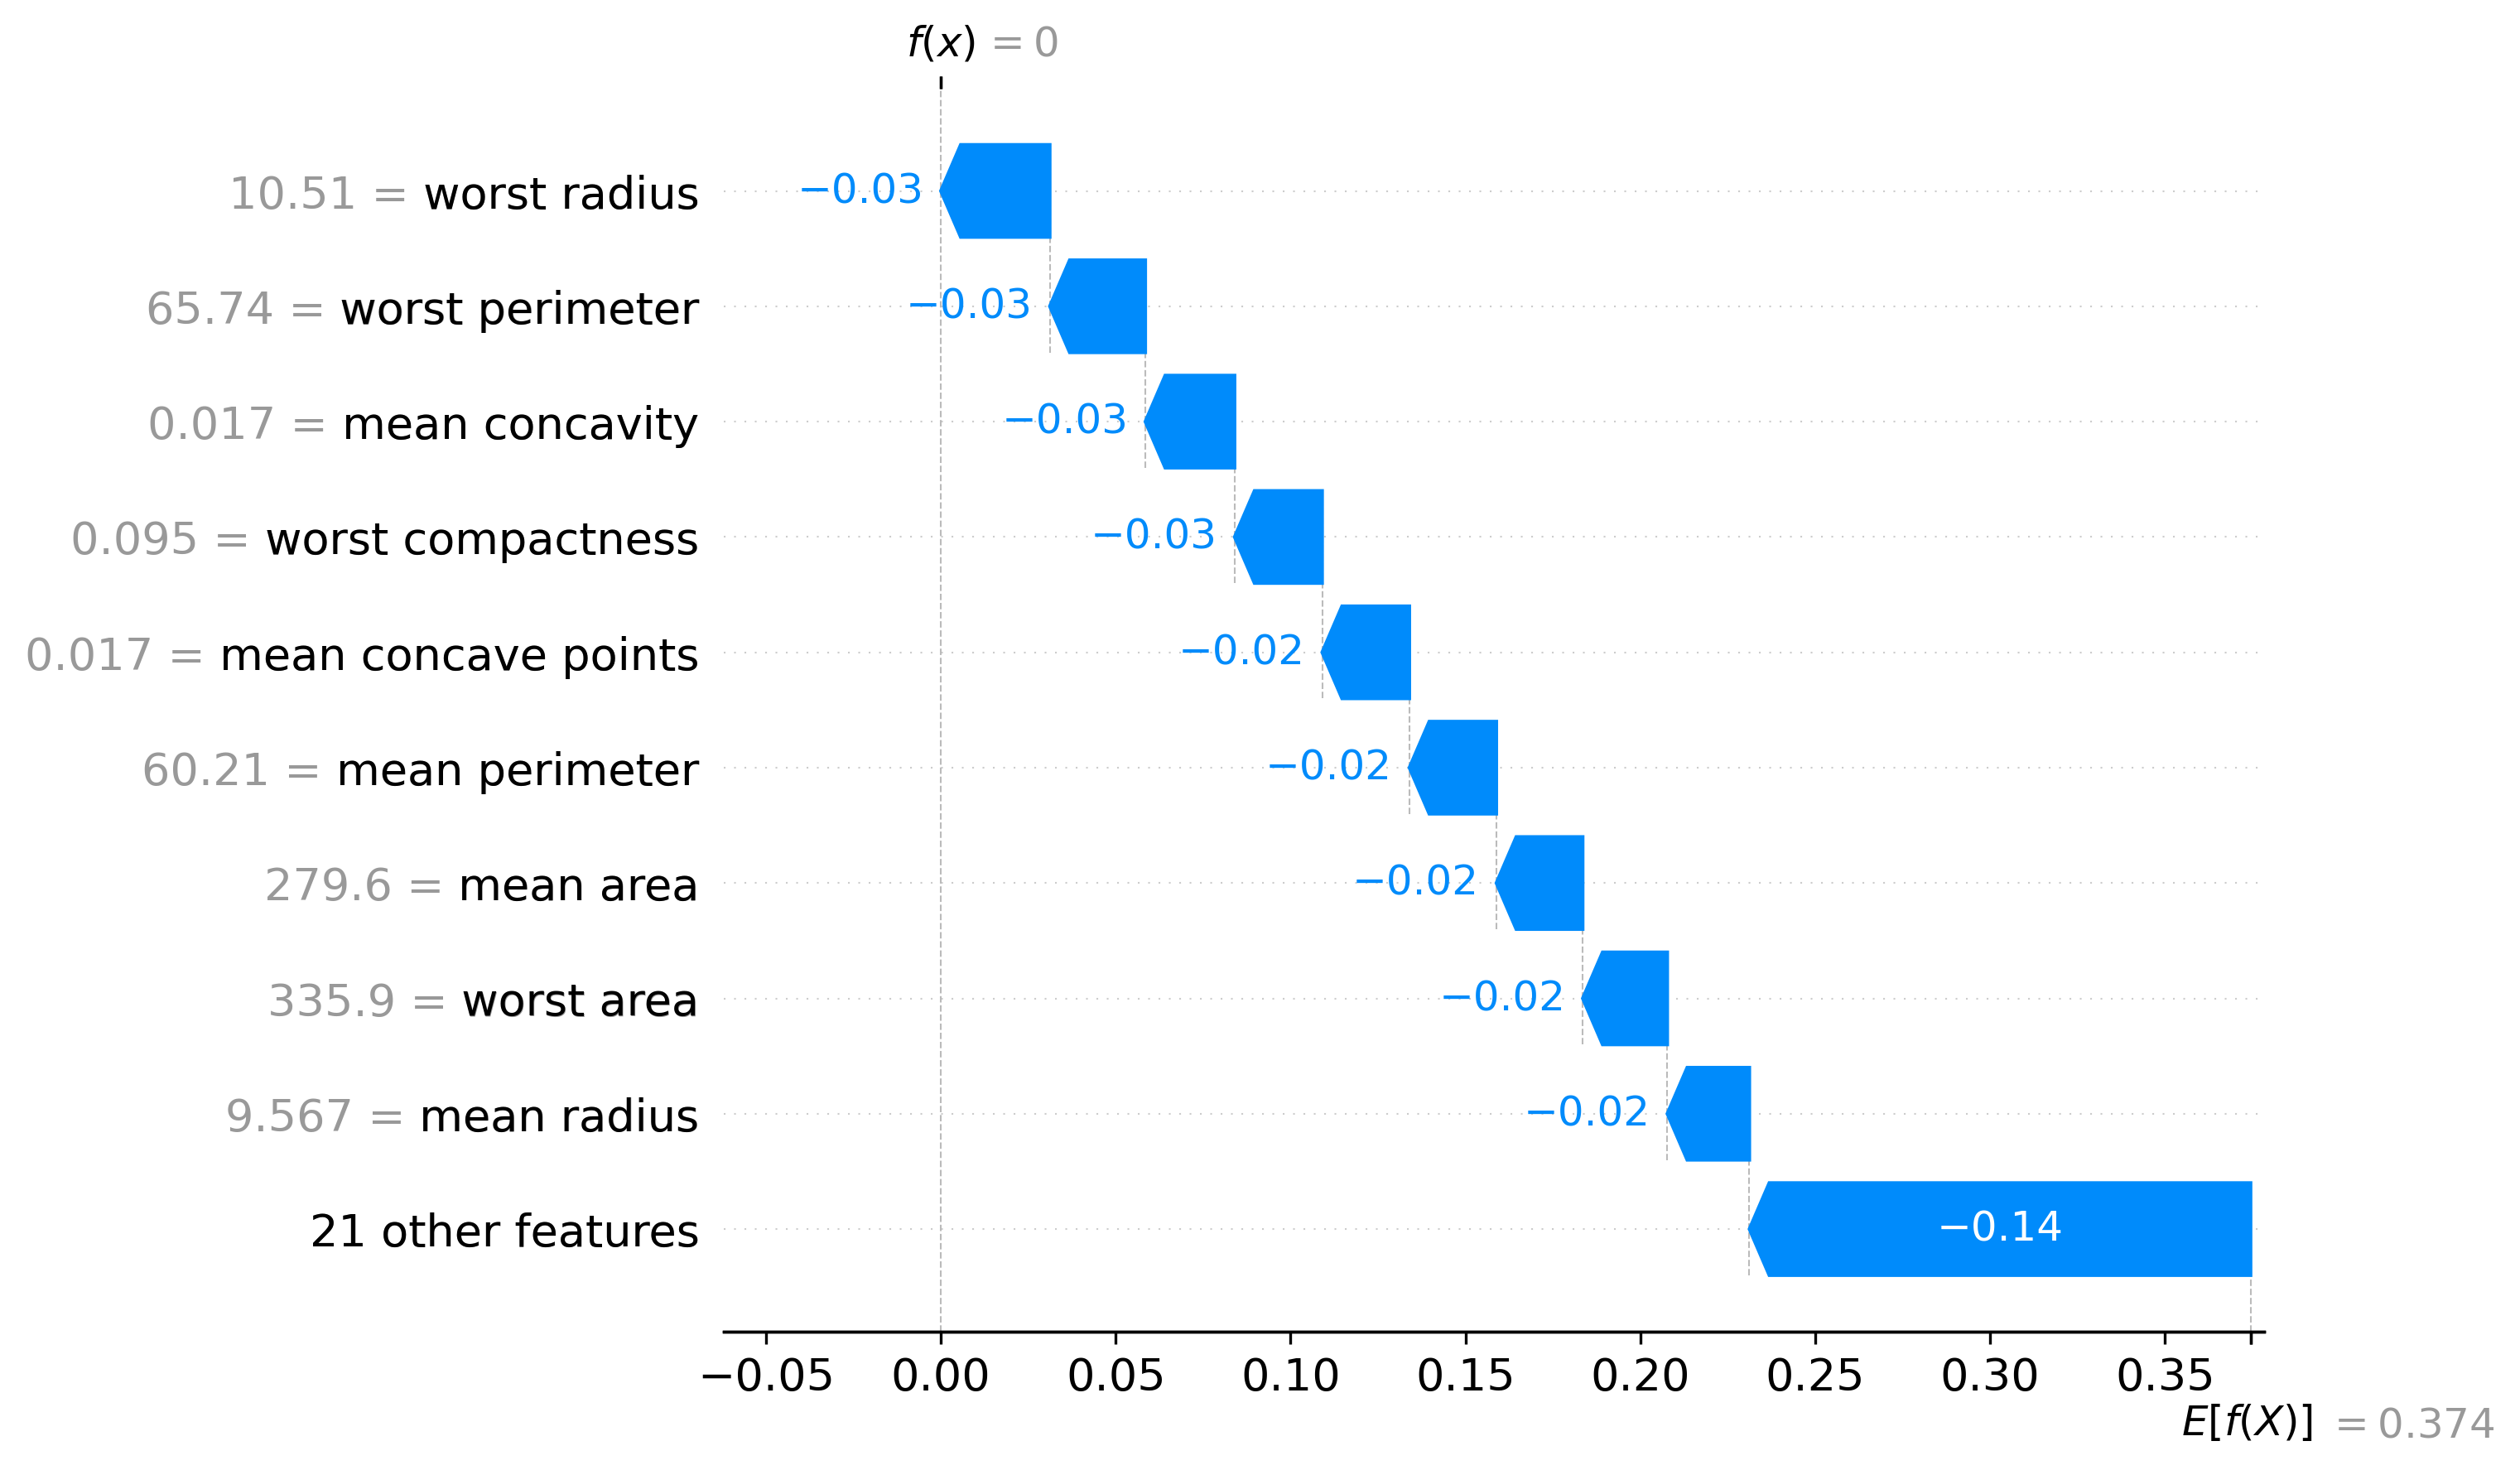 f(x) = 0
10.51 = worst radius −0.03
65.74 = worst perimeter −0.03
0.017 = mean concavity −0.03
0.095 = worst compactness −0.03
0.017 = mean concave points −0.02
60.21 = mean perimeter −0.02
279.6 = mean area −0.02
335.9 = worst area −0.02
9.567 = mean radius −0.02
21 other features −0.14
−0.05 0.00 0.05 0.10 0.15 0.20 0.25 0.30 0.35
E[f(X)] = 0.374